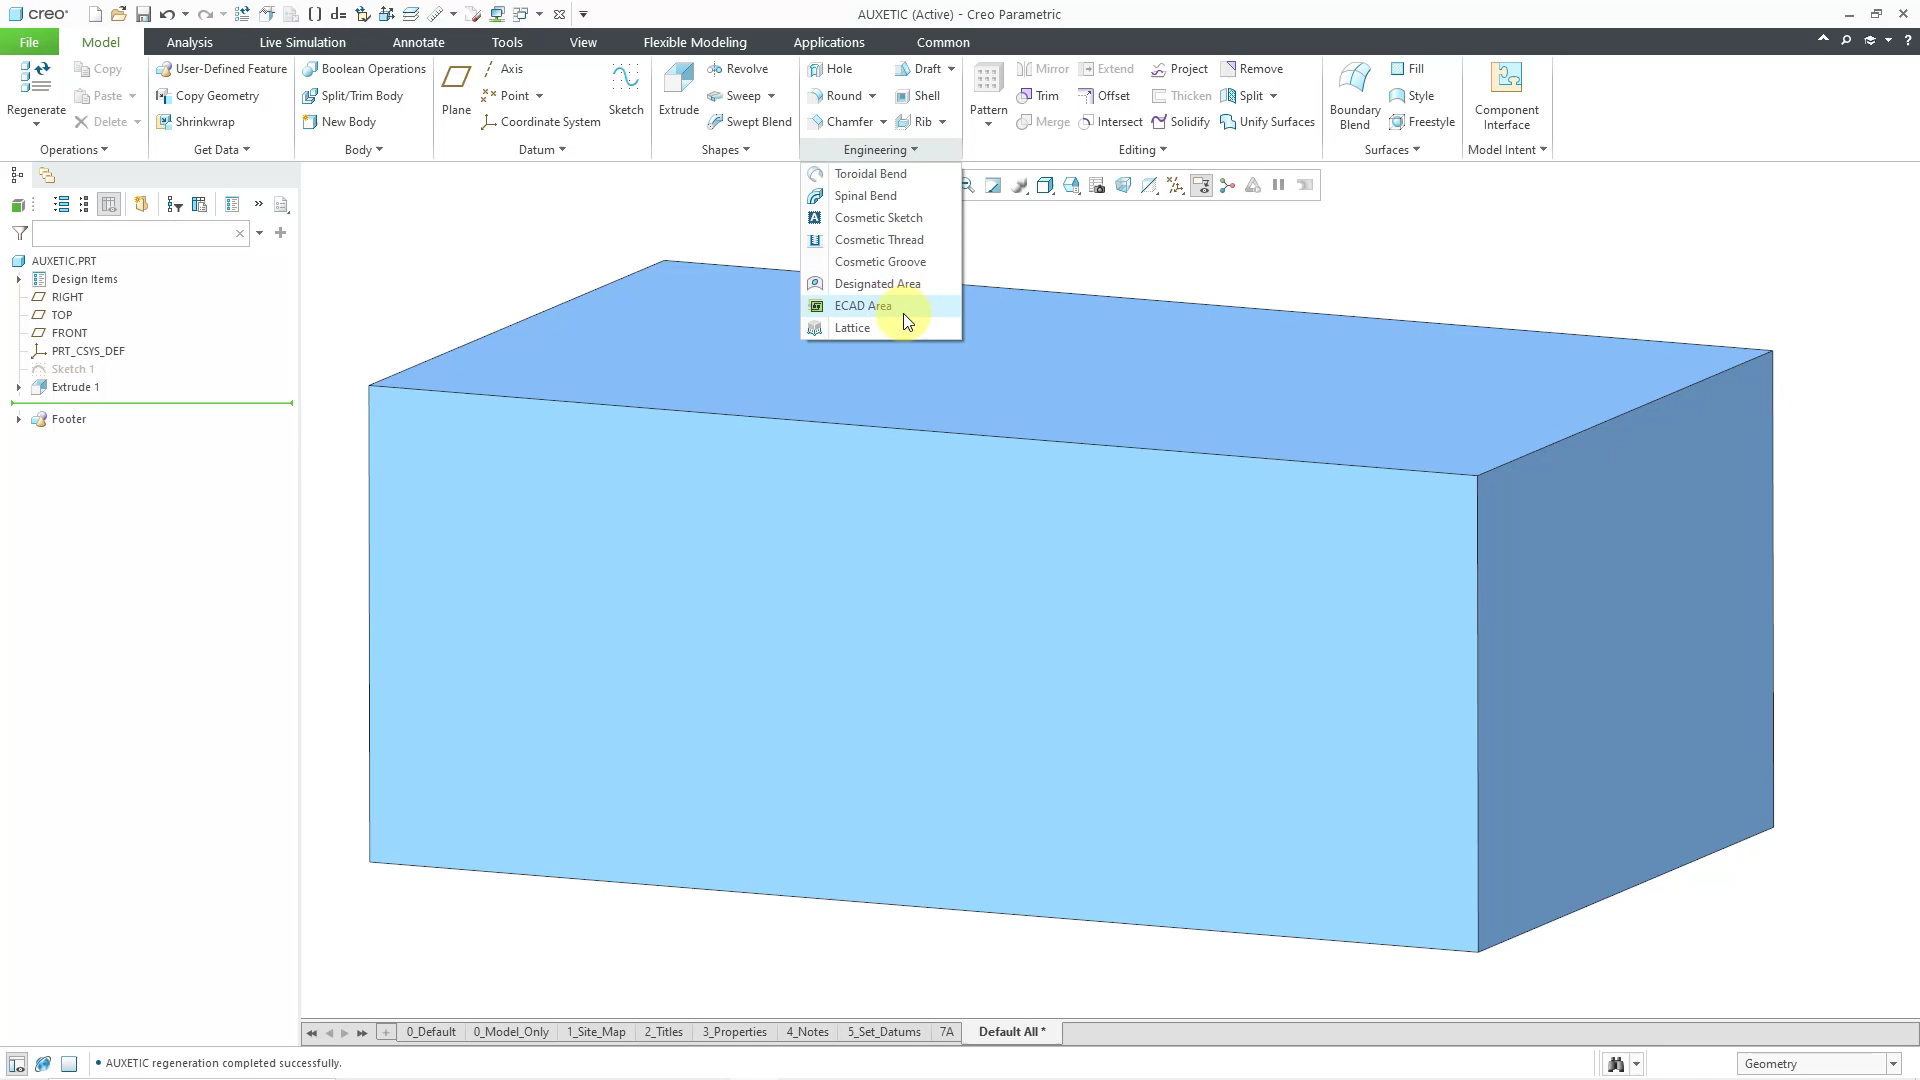 creo
AUXETIC (Active) - Creo Parametric
File Model Analysis Live Simulation Annotate Tools View Flexible Modeling Applications Common
Regenerate
Copy
Paste
Delete
Operations
User-Defined Feature
Copy Geometry
Shrinkwrap
Get Data
Boolean Operations
Split/Trim Body
New Body
Body
Plane
Axis
Point
Coordinate System
Sketch
Datum
Extrude
Revolve
Sweep
Swept Blend
Shapes
Hole
Round
Chamfer
Draft
Shell
Rib
Engineering
Pattern
Mirror
Trim
Merge
Extend
Offset
Intersect
Project
Thicken
Solidify
Remove
Split
Unify Surfaces
Editing
Boundary
Blend
Fill
Style
Freestyle
Surfaces
Component
Interface
Model Intent
Toroidal Bend
Spinal Bend
Cosmetic Sketch
Cosmetic Thread
Cosmetic Groove
Designated Area
ECAD Area
Lattice
AUXETIC.PRT
Design Items
RIGHT
TOP
FRONT
PRT_CSYS_DEF
Sketch 1
Extrude 1
Footer
0_Default 0_Model_Only 1_Site_Map 2_Titles 3_Properties 4_Notes 5_Set_Datums 7A Default All *
• AUXETIC regeneration completed successfully.
Geometry